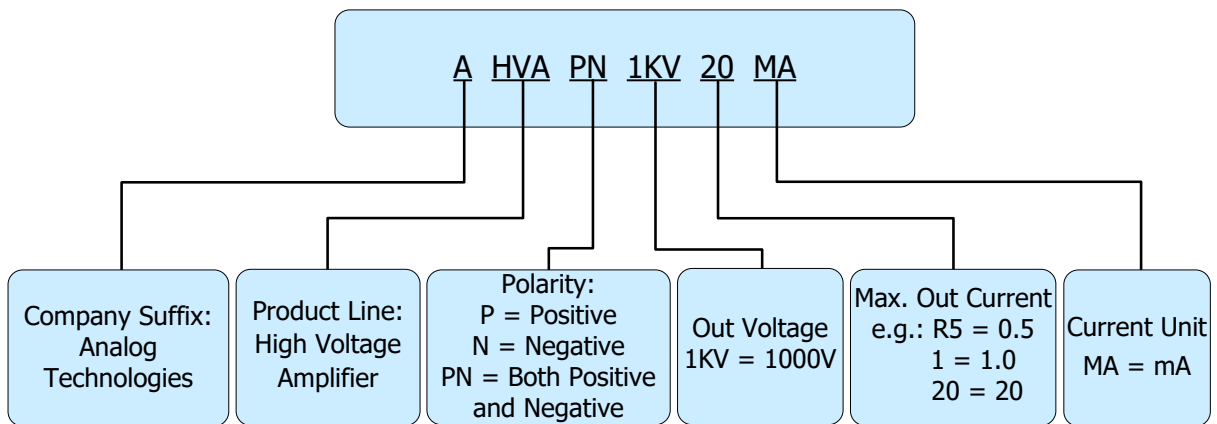 A HVA PN 1KV 20 MA
Company Suffix:
Analog
Technologies
Product Line:
High Voltage
Amplifier
Polarity:
P = Positive
N = Negative
PN = Both Positive
and Negative
Out Voltage
1KV = 1000V
Max. Out Current
e.g.: R5 = 0.5
1 = 1.0
20 = 20
Current Unit
MA = mA